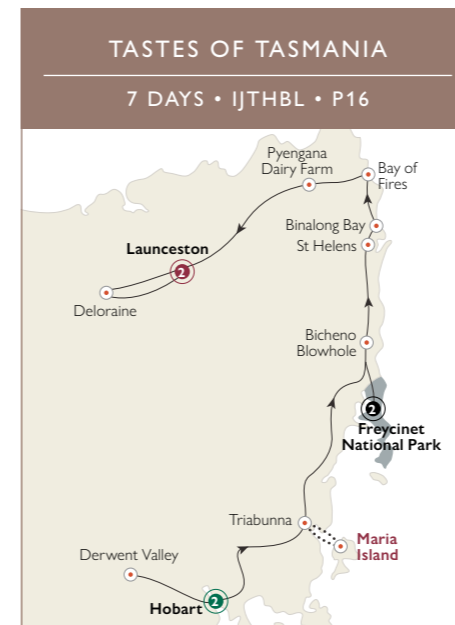 TASTES OF TASMANIA
7 DAYS • IJTHBL • P16
Pyengana
Dairy Farm
Bay of
Fires
Binalong Bay
St Helens
Launceston
2
Deloraine
Bicheno
Blowhole
2
Freycinet
National Park
Triabunna
Maria
Island
Derwent Valley
Hobart
2